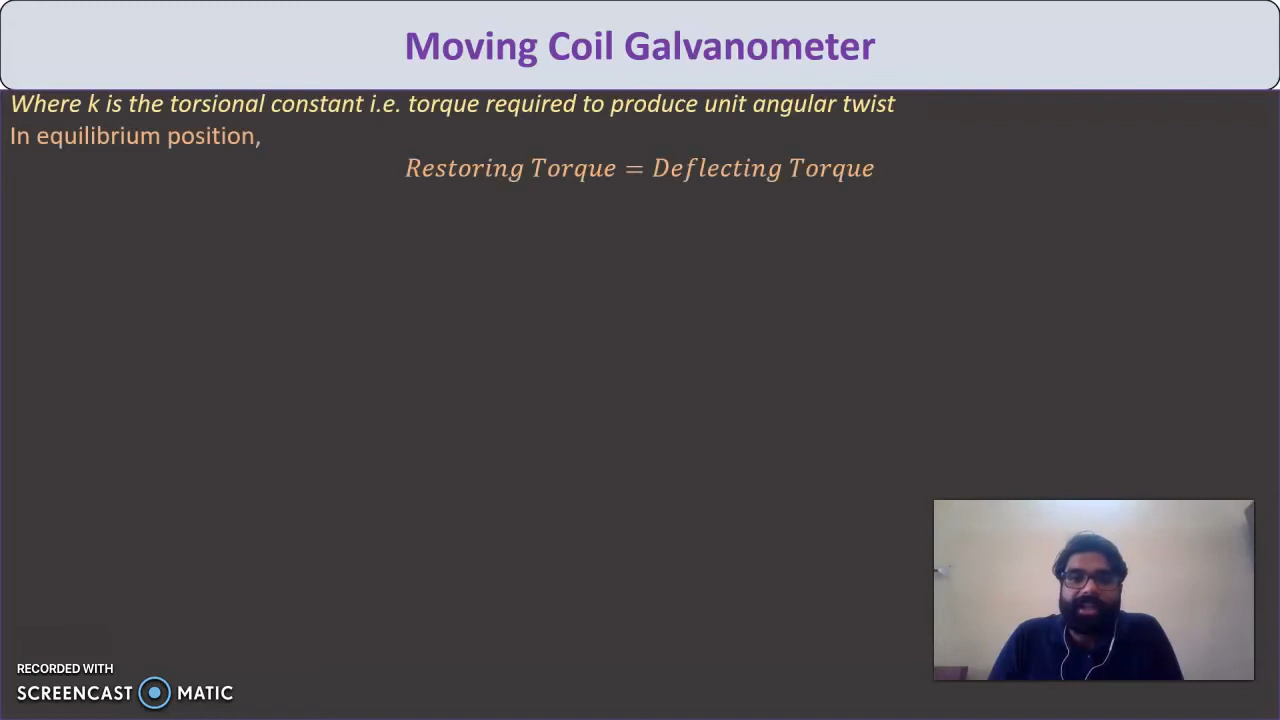 Moving Coil Galvanometer
Where k is the torsional constant i.e. torque required to produce unit angular twist
In equilibrium position,
Restoring Torque = Deflecting Torque
RECORDED WITH
SCREENCAST MATIC